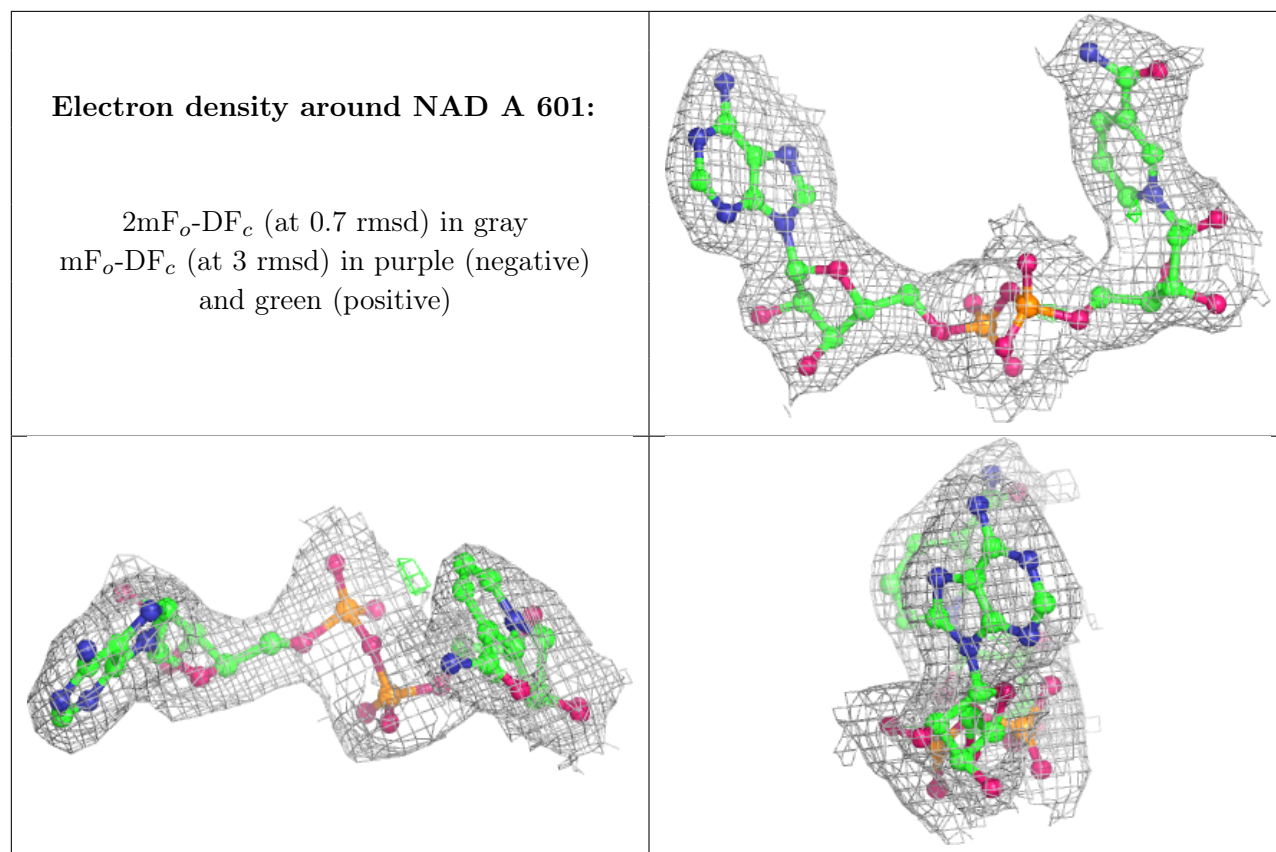 Electron density around NAD A 601:
2mFo-DFc (at 0.7 rmsd) in gray
mFo-DFc (at 3 rmsd) in purple (negative)
and green (positive)